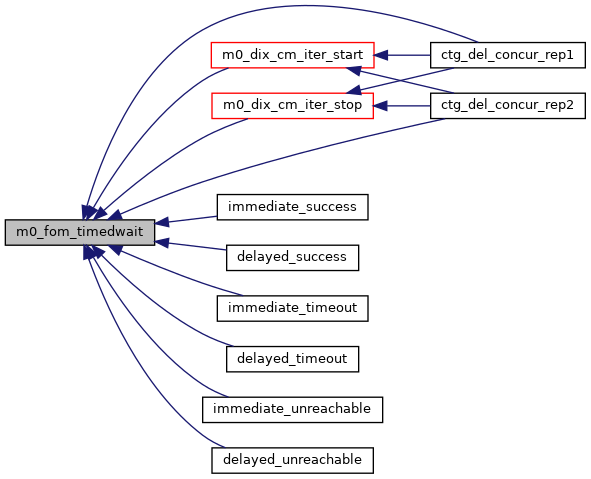 m0_dix_cm_iter_start
ctg_del_concur_rep1
m0_dix_cm_iter_stop
ctg_del_concur_rep2
immediate_success
m0_fom_timedwait
delayed_success
immediate_timeout
delayed_timeout
immediate_unreachable
delayed_unreachable